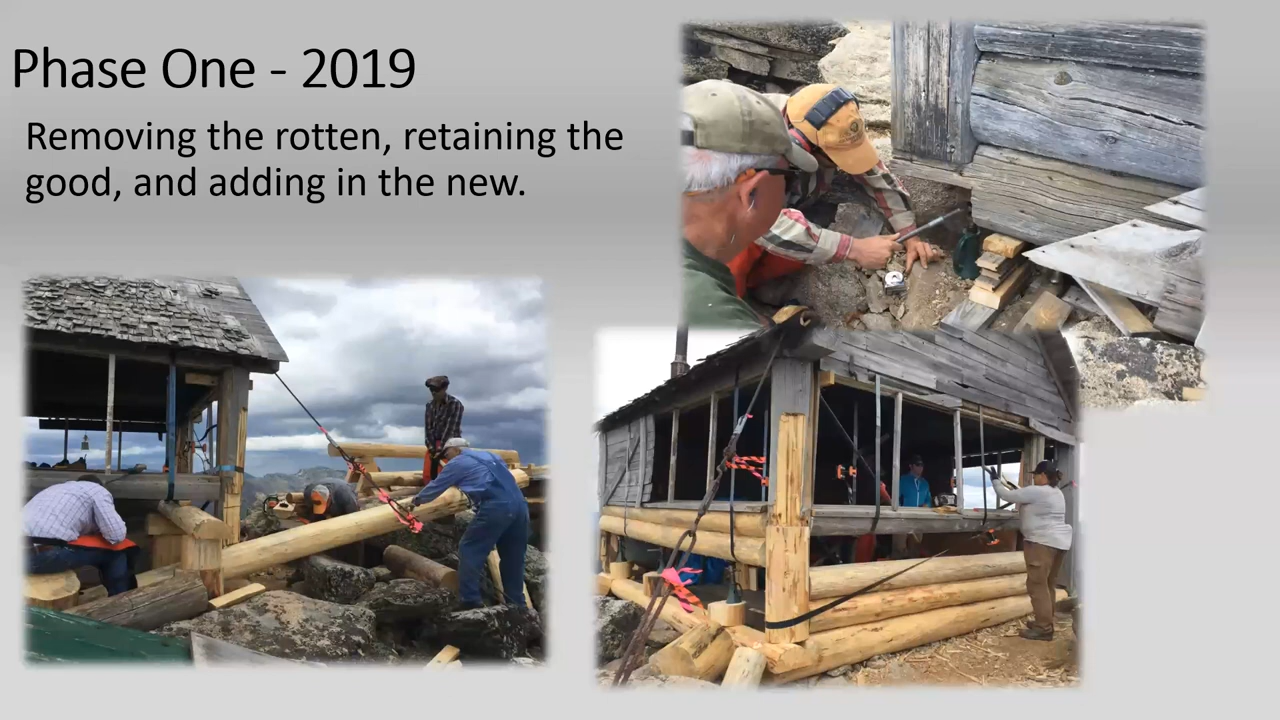 Phase One - 2019
Removing the rotten, retaining the
good, and adding in the new.